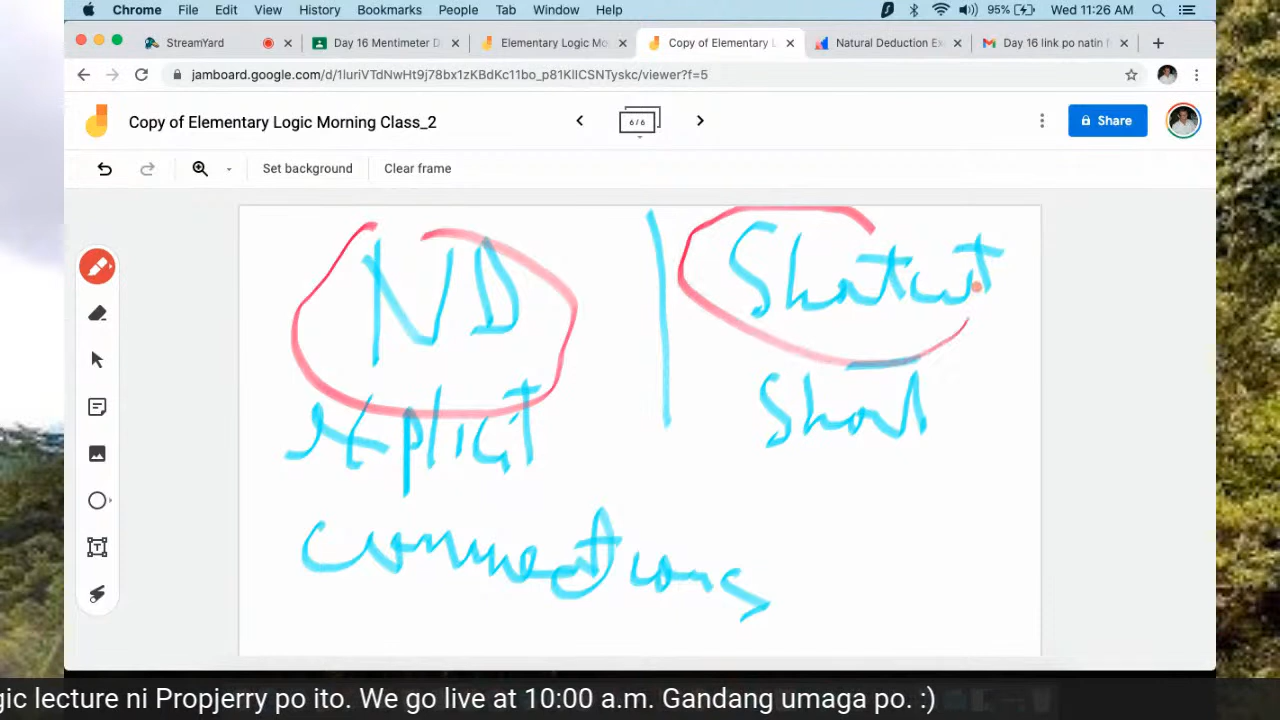 Chrome File Edit View History Bookmarks People Tab Window Help 95% Wed 11:26 AM
StreamYard Day 16 Mentimeter D Elementary Logic Mo Copy of Elementary L Natural Deduction Ex Day 16 link po natin
jamboard.google.com/d/1luriVTdNwHt9j78bx1zKBdKc11bo_p81KlICSNTyskc/viewer?f=5
Copy of Elementary Logic Morning Class_2 6/6 Share
Set background Clear frame
ND Shortcut
explicit Short
connections
gic lecture ni Propjerry po ito. We go live at 10:00 a.m. Gandang umaga po. :)